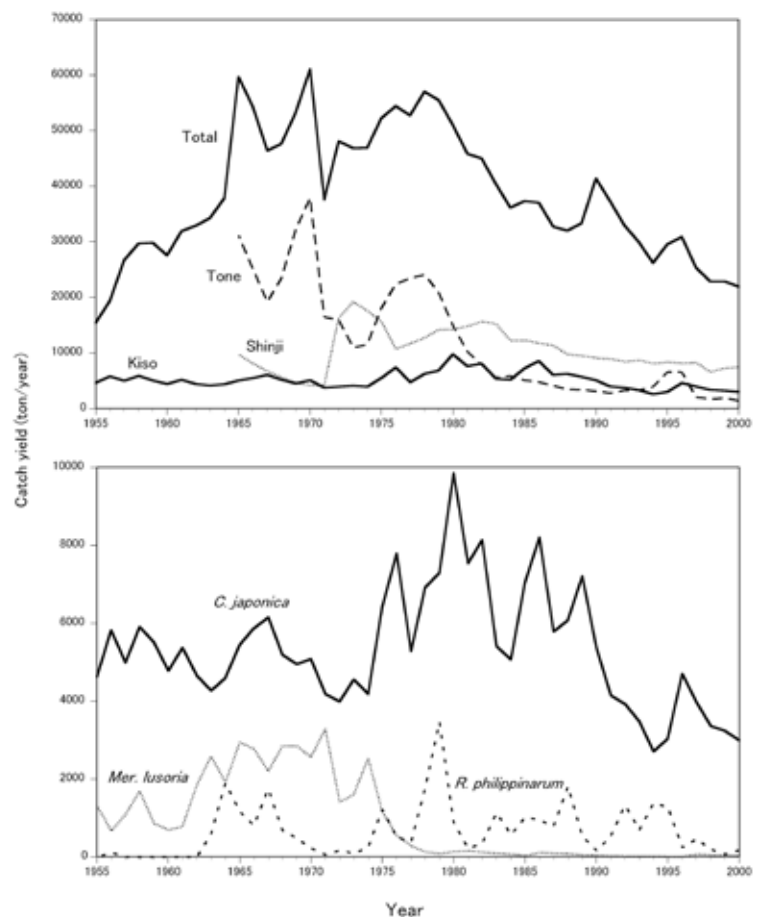 70000
60000
50000
40000
30000
20000
10000
0
Total
Tone
Shinji
Kiso
1955 1960 1965 1970 1975 1980 1985 1990 1995 2000
Catch yield (ton/year)
10000
8000
6000
4000
2000
0
C. japonica
Mer. lusoria
R. philippinarum
1955 1960 1965 1970 1975 1980 1985 1990 1995 2000
Year